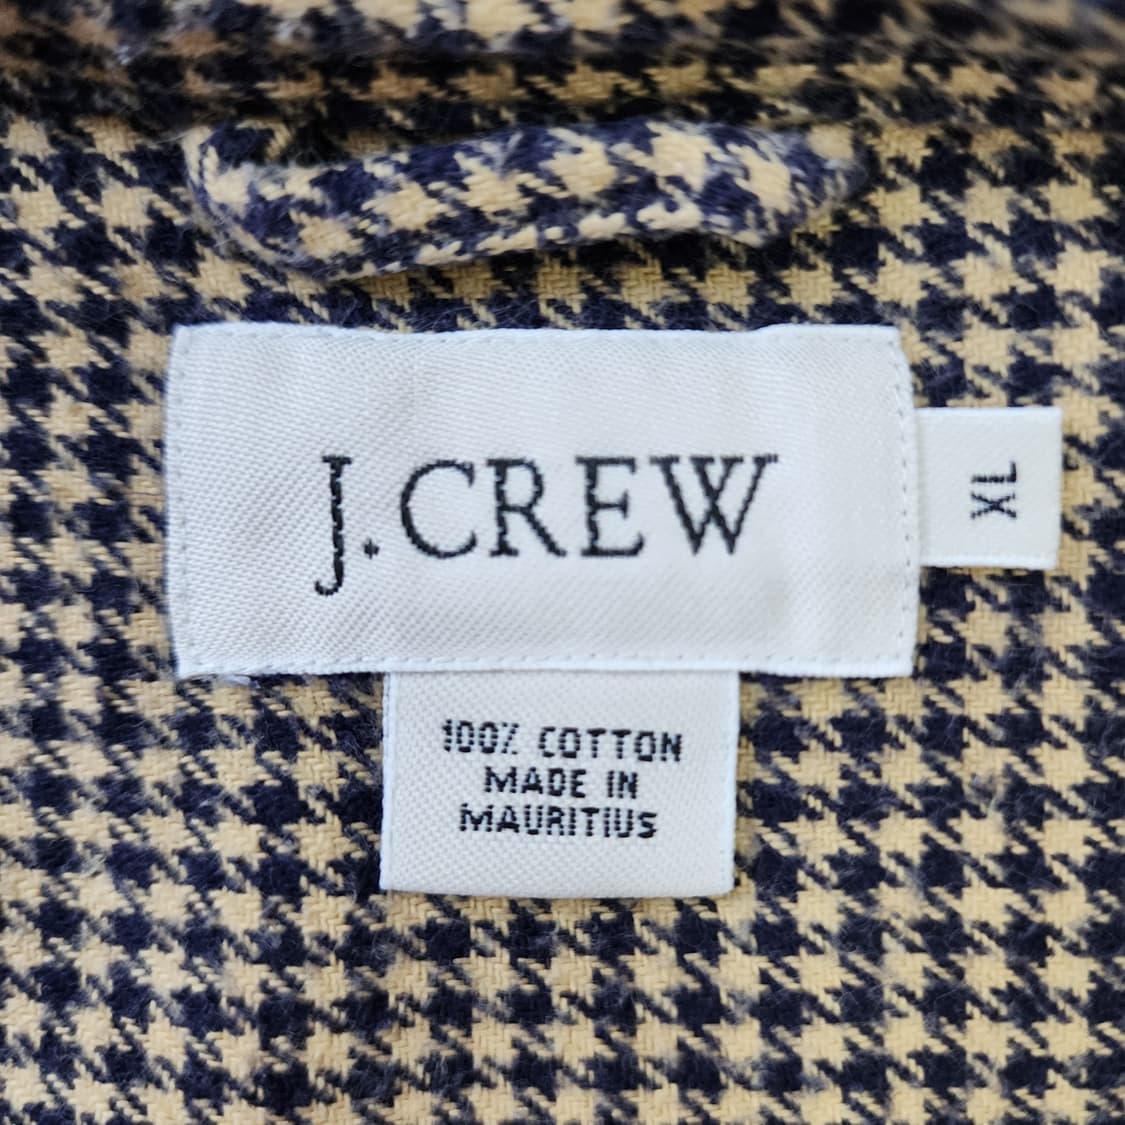 J.CREW
XL
100% COTTON
MADE IN
MAURITIUS